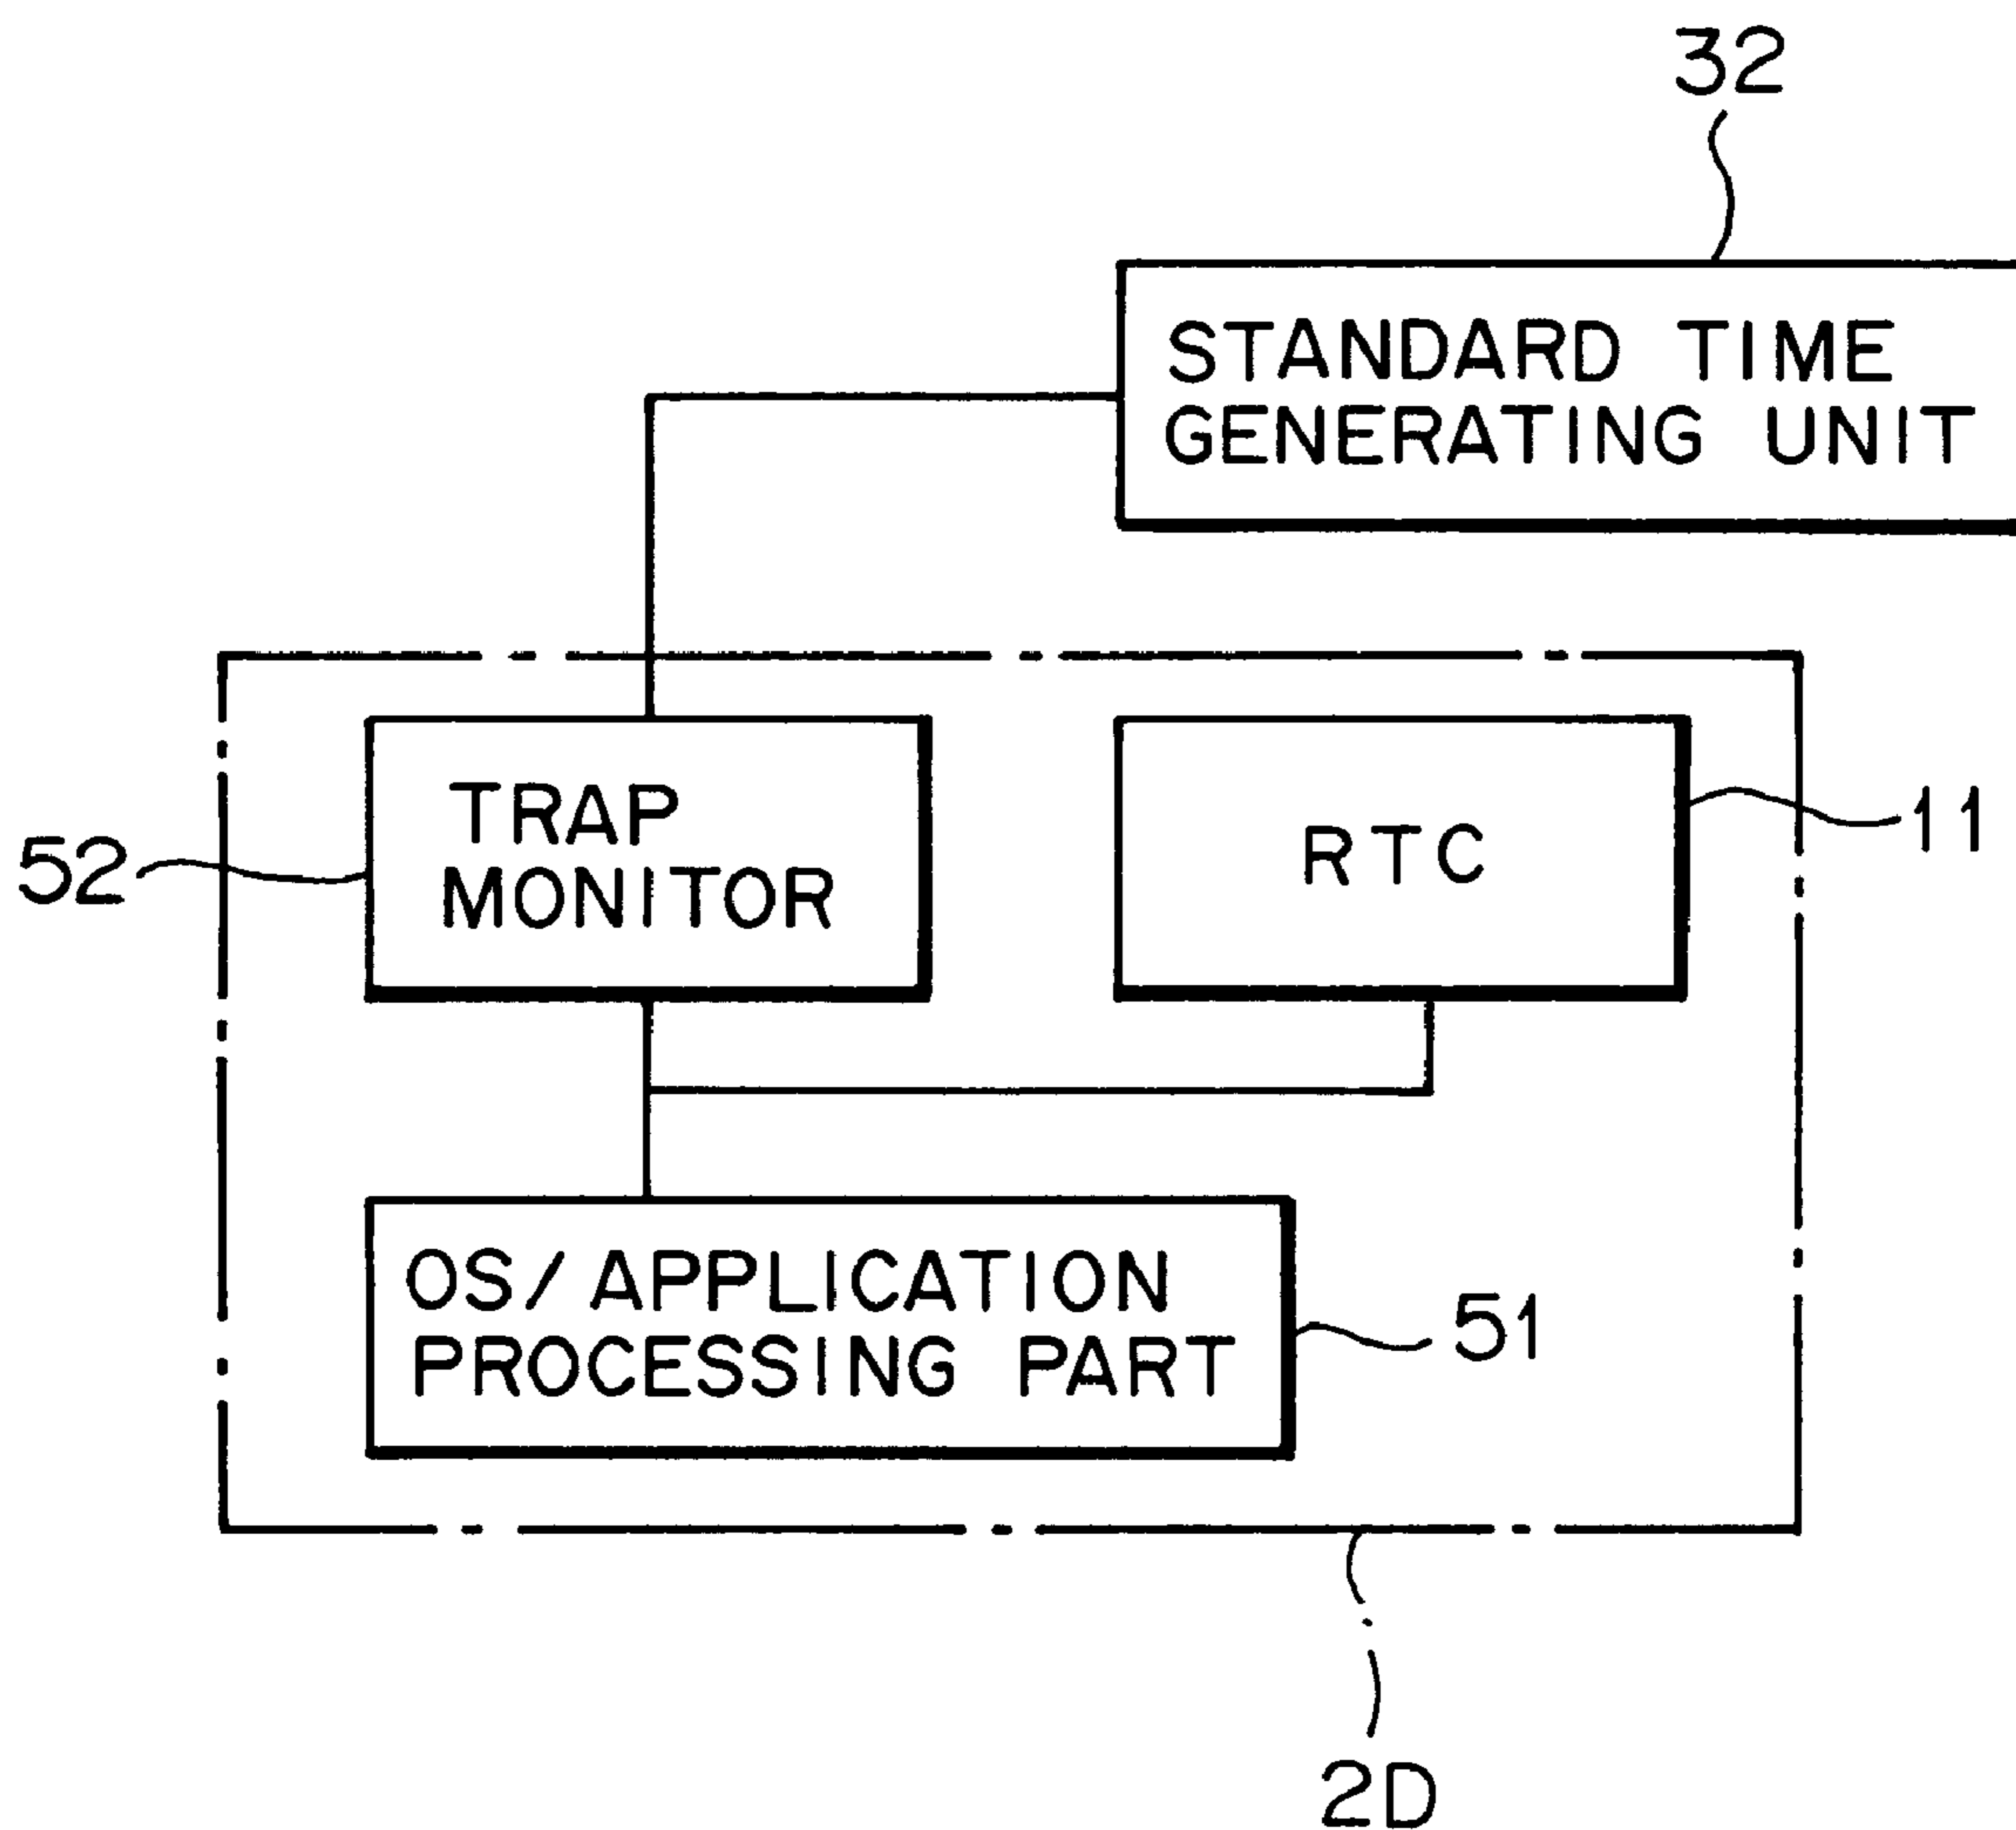 32
STANDARD TIME
GENERATING UNIT
TRAP
MONITOR
RTC
11
52
OS/APPLICATION
PROCESSING PART
51
2D